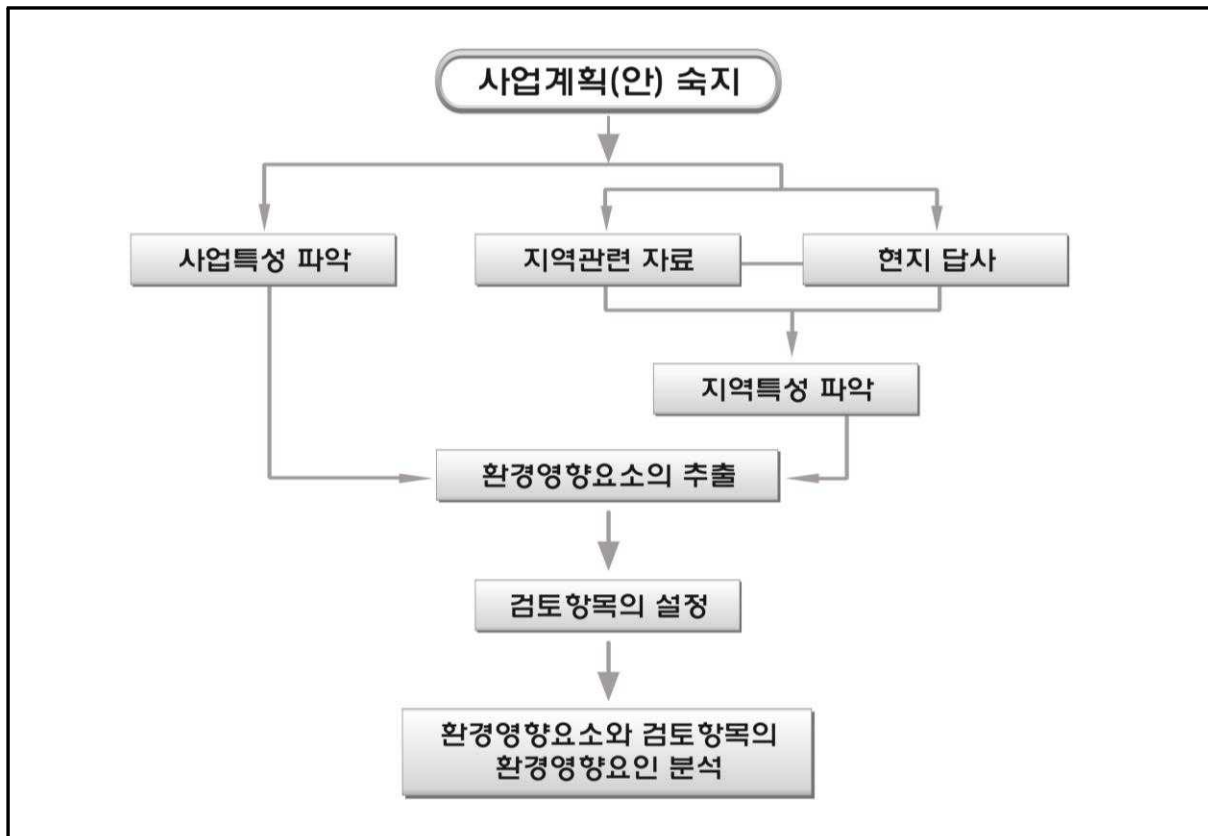 사업계획(안) 숙지
사업특성 파악
지역관련 자료
현지 답사
지역특성 파악
환경영향요소의 추출
검토항목의 설정
환경영향요소와 검토항목의
환경영향요인 분석